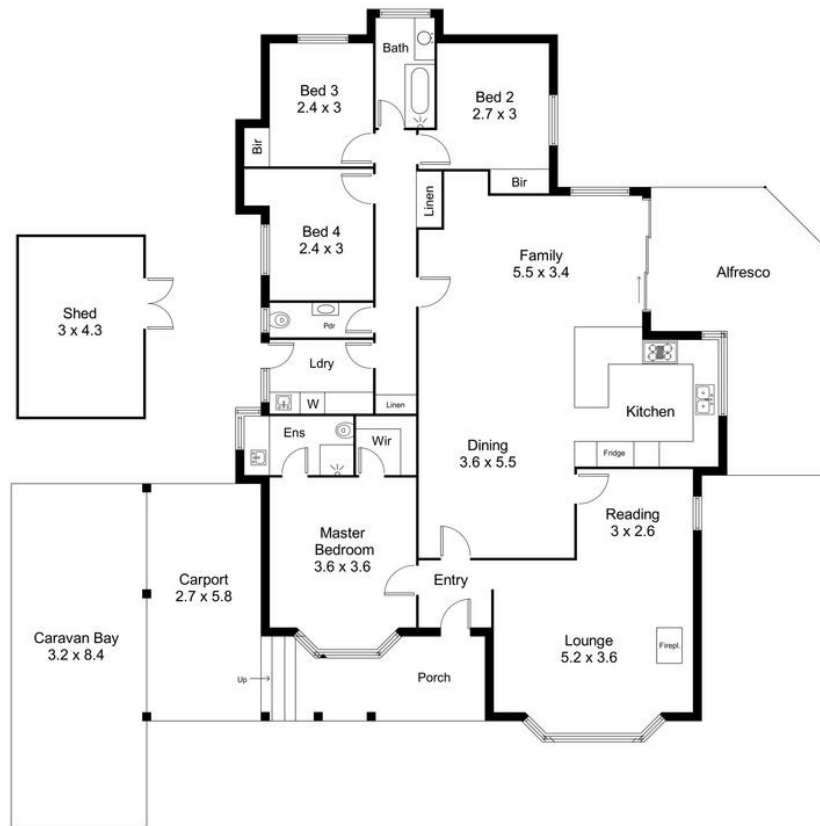 Bath
Bed 3
2.4 x 3
Bed 2
2.7 x 3
Bir
Bir
Linen
Bed 4
2.4 x 3
Family
5.5 x 3.4
Alfresco
Shed
3 x 4.3
Pdr
Ldry
W
Linen
Kitchen
Ens
Wir
Dining
3.6 x 5.5
Fridge
Reading
3 x 2.6
Master
Bedroom
3.6 x 3.6
Carport
2.7 x 5.8
Entry
Caravan Bay
3.2 x 8.4
Lounge
5.2 x 3.6
Firepl.
Up
Porch